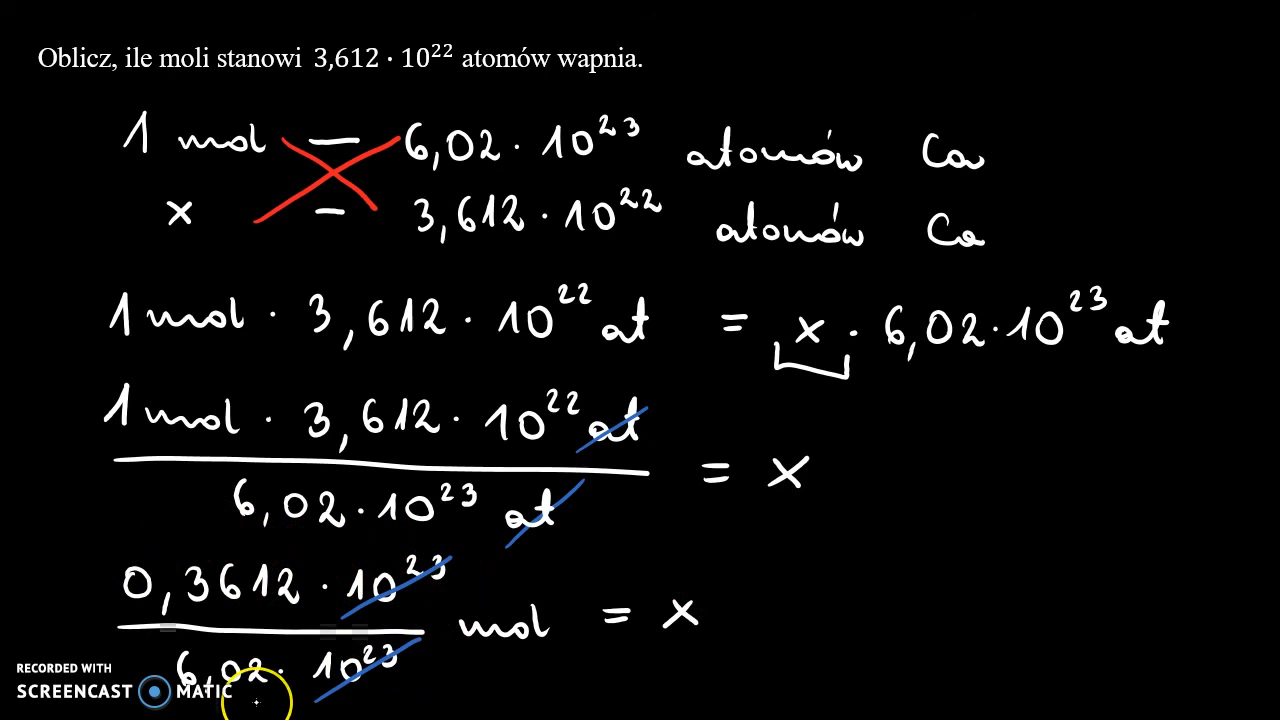 Oblicz, ile moli stanowi 3,612 · 10²² atomów wapnia.
1 mol — 6,02 · 10²³ atomów Ca
x – 3,612 · 10²² atomów Ca
1 mol · 3,612 · 10²² at = x · 6,02 · 10²³ at
1 mol · 3,612 · 10²² at
= x
6,02 · 10²³ at
0,3612 · 10²³
mol = x
6,02 · 10²³
RECORDED WITH
SCREENCAST MATIC